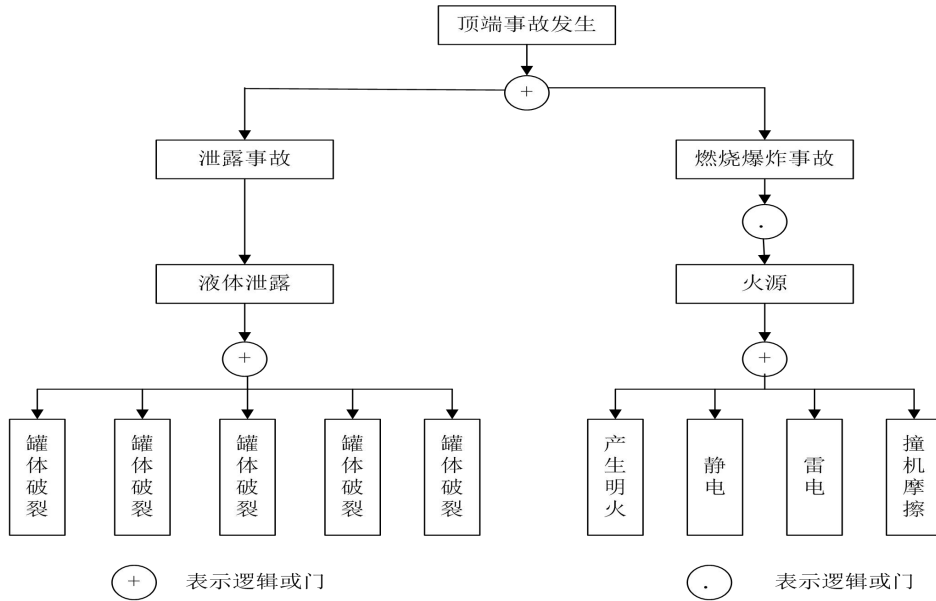 顶端事故发生
+
泄露事故
燃烧爆炸事故
.
液体泄露
火源
+
+
罐体破裂
罐体破裂
罐体破裂
罐体破裂
罐体破裂
产生明火
静电
雷电
撞机摩擦
+ 表示逻辑或门
. 表示逻辑或门